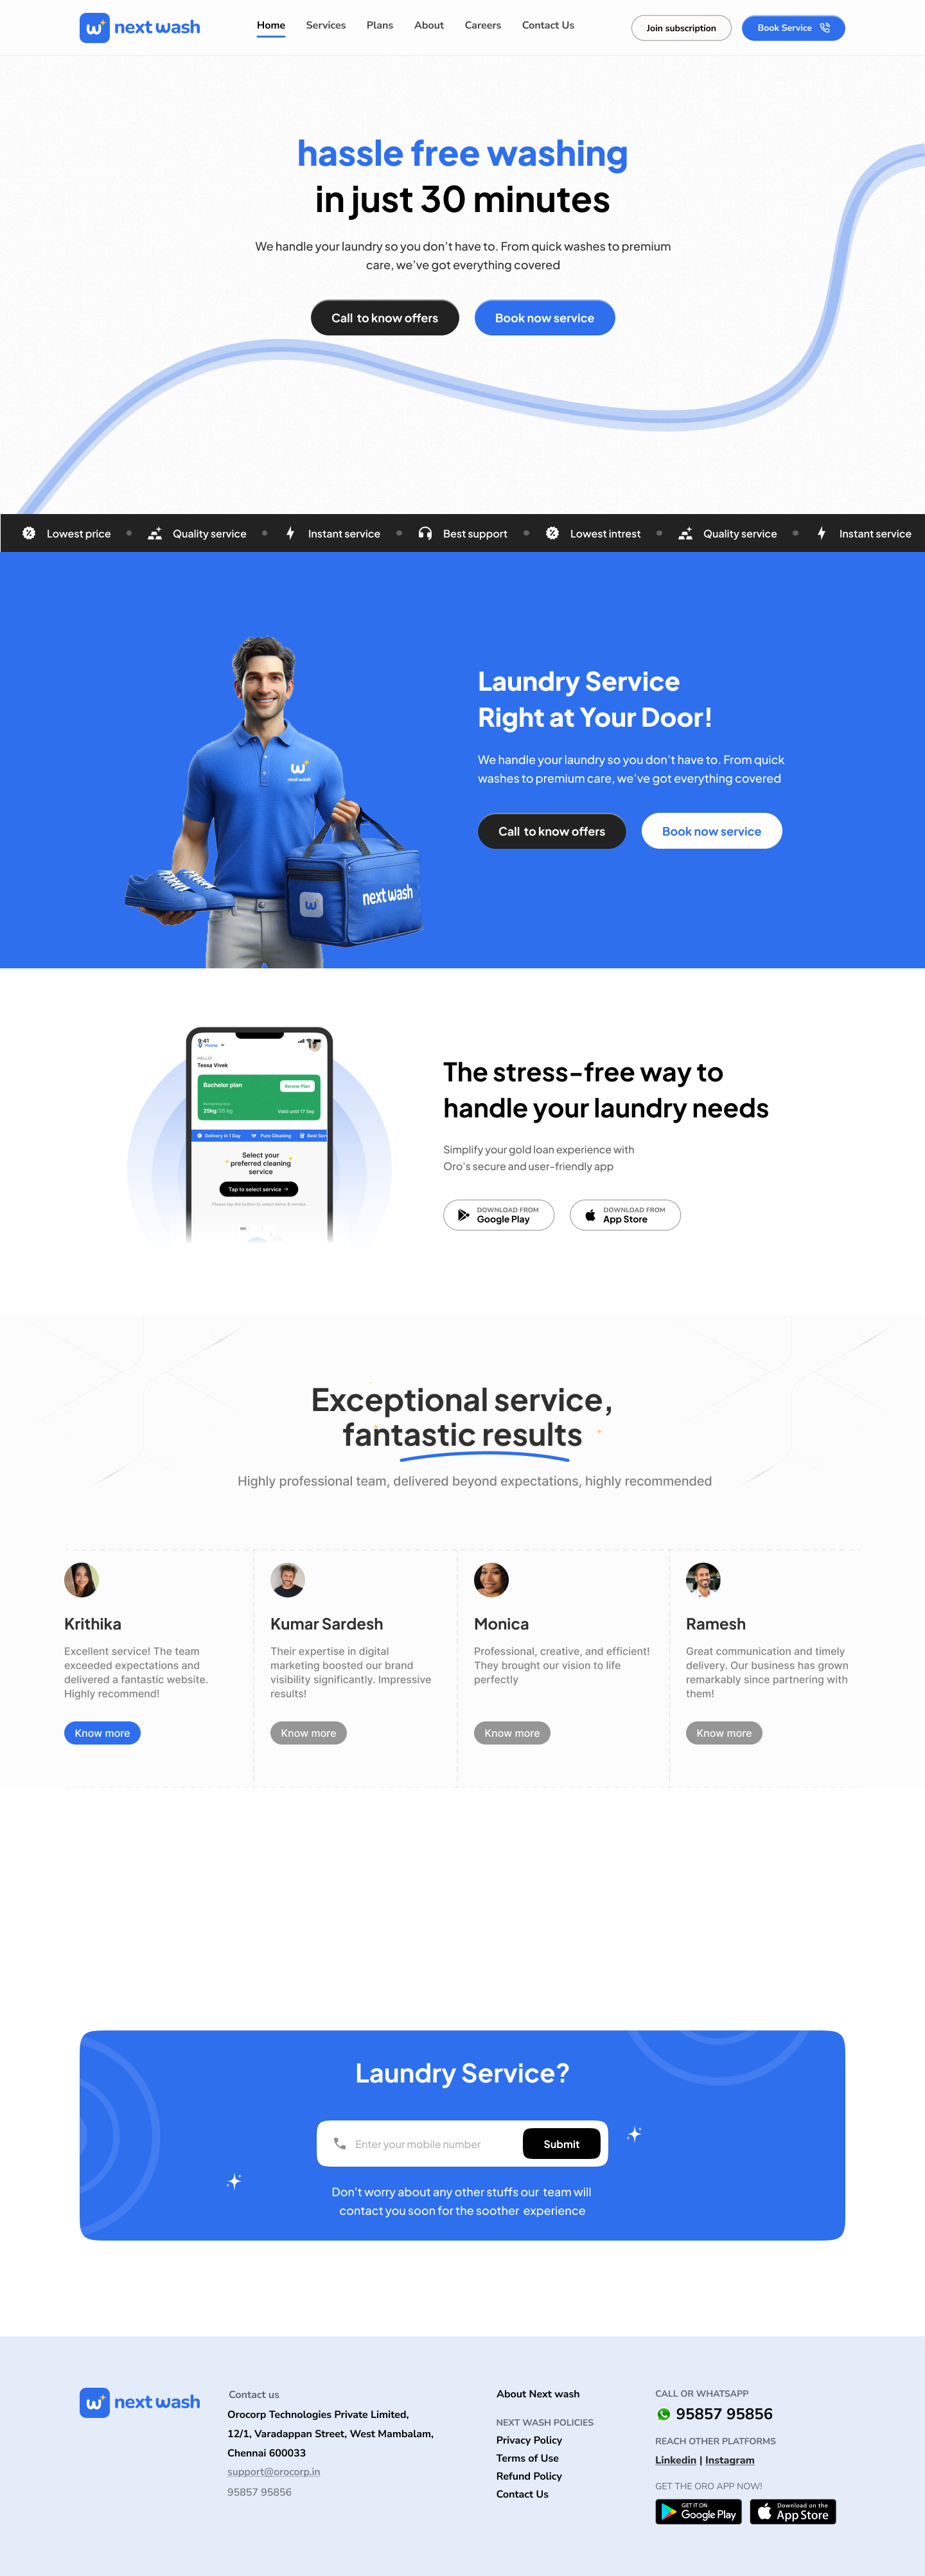 next wash
Home Services Plans About Careers Contact Us
Join subscription
Book Service
hassle free washing
in just 30 minutes
We handle your laundry so you don't have to. From quick washes to premium
care, we've got everything covered
Call to know offers
Book now service
Lowest price Quality service Instant service Best support Lowest intrest Quality service Instant service
Laundry Service
Right at Your Door!
We handle your laundry so you don't have to. From quick
washes to premium care, we've got everything covered
Call to know offers
Book now service
next wash
next wash
9:41
Home
HELLO!
Tessa Vivek
Bachelor plan
Renew Plan
Remaining limit
25kg/28 kg
Valid until 17 Sep
Delivery in 1 Day Pure Cleaning Best Ser
Select your
preferred cleaning
service
Tap to select service
Please tap the button to select items & service
The stress-free way to
handle your laundry needs
Simplify your gold loan experience with
Oro's secure and user-friendly app
DOWNLOAD FROM
Google Play
DOWNLOAD FROM
App Store
Exceptional service,
fantastic results
Highly professional team, delivered beyond expectations, highly recommended
Krithika
Excellent service! The team
exceeded expectations and
delivered a fantastic website.
Highly recommend!
Know more
Kumar Sardesh
Their expertise in digital
marketing boosted our brand
visibility significantly. Impressive
results!
Know more
Monica
Professional, creative, and efficient!
They brought our vision to life
perfectly
Know more
Ramesh
Great communication and timely
delivery. Our business has grown
remarkably since partnering with
them!
Know more
Laundry Service?
Enter your mobile number
Submit
Don't worry about any other stuffs our team will
contact you soon for the soother experience
next wash
Contact us
Orocorp Technologies Private Limited,
12/1, Varadappan Street, West Mambalam,
Chennai 600033
support@orocorp.in
95857 95856
About Next wash
NEXT WASH POLICIES
Privacy Policy
Terms of Use
Refund Policy
Contact Us
CALL OR WHATSAPP
95857 95856
REACH OTHER PLATFORMS
Linkedin | Instagram
GET THE ORO APP NOW!
GET IT ON
Google Play
Download on the
App Store